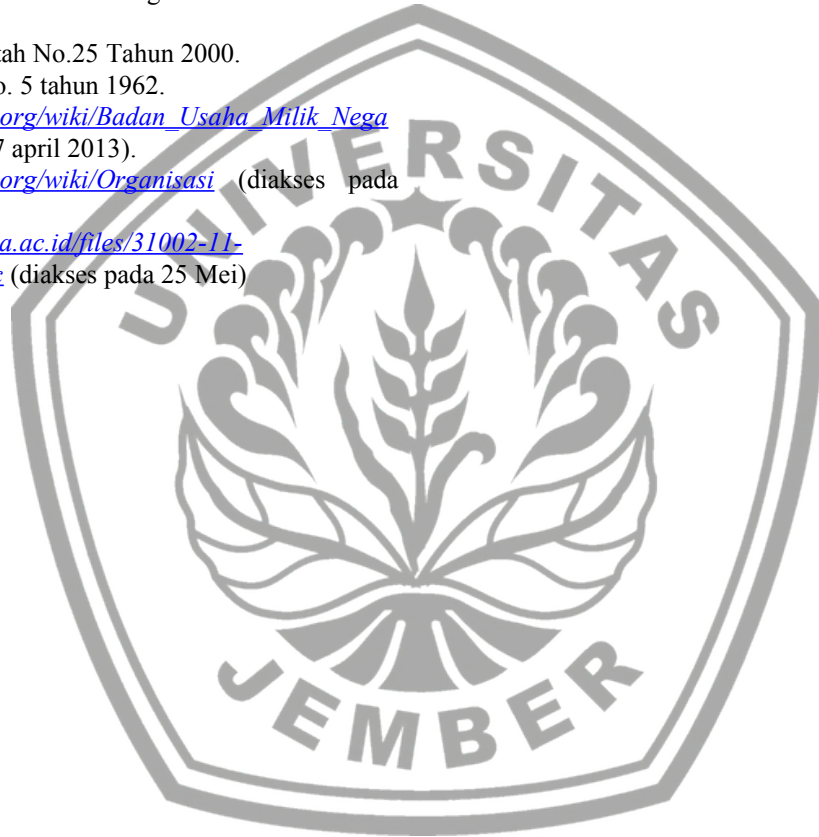 tah No.25 Tahun 2000.
o. 5 tahun 1962.
org/wiki/Badan_Usaha_Milik_Nega
7 april 2013).
org/wiki/Organisasi (diakses pada
a.ac.id/files/31002-11-
(diakses pada 25 Mei)
UNIVERSITAS
JEMBER